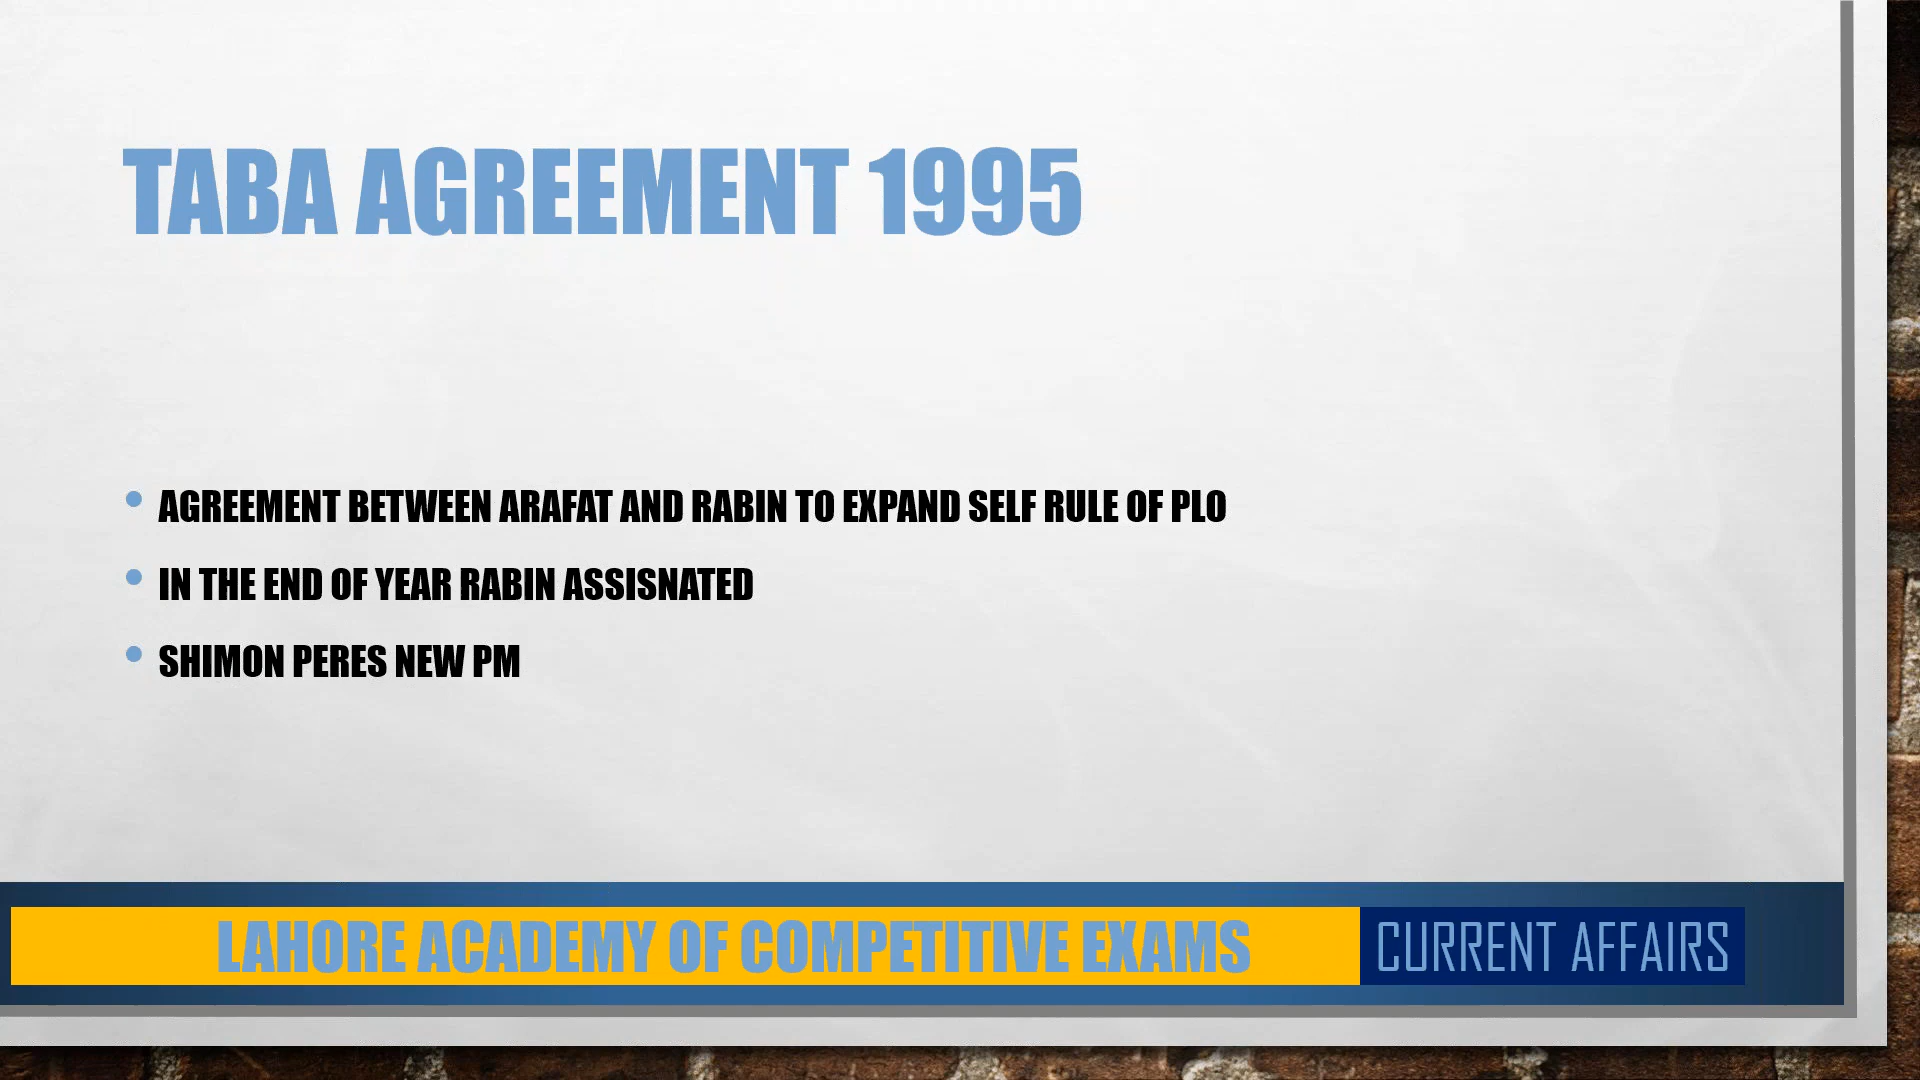 TABA AGREEMENT 1995
• AGREEMENT BETWEEN ARAFAT AND RABIN TO EXPAND SELF RULE OF PLO
• IN THE END OF YEAR RABIN ASSISNATED
• SHIMON PERES NEW PM
LAHORE ACADEMY OF COMPETITIVE EXAMS CURRENT AFFAIRS